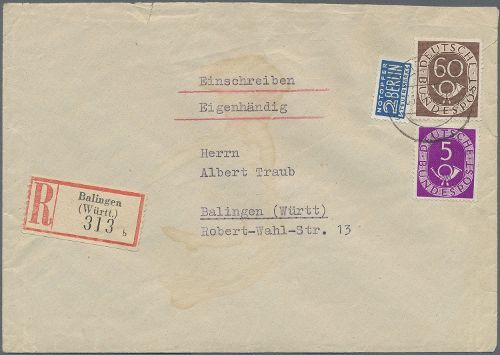 Einschreiben
Eigenhändig
NOTOPFER
2 BERLIN
STEUERMARKE
DEUTSCHE
60
BUNDESPOST
DEUTSCHE
5
BUNDESPOST
Herrn
Albert Traub
Balingen (Württ)
Robert-Wahl-Str. 13
R
Balingen
(Württ.)
313 b